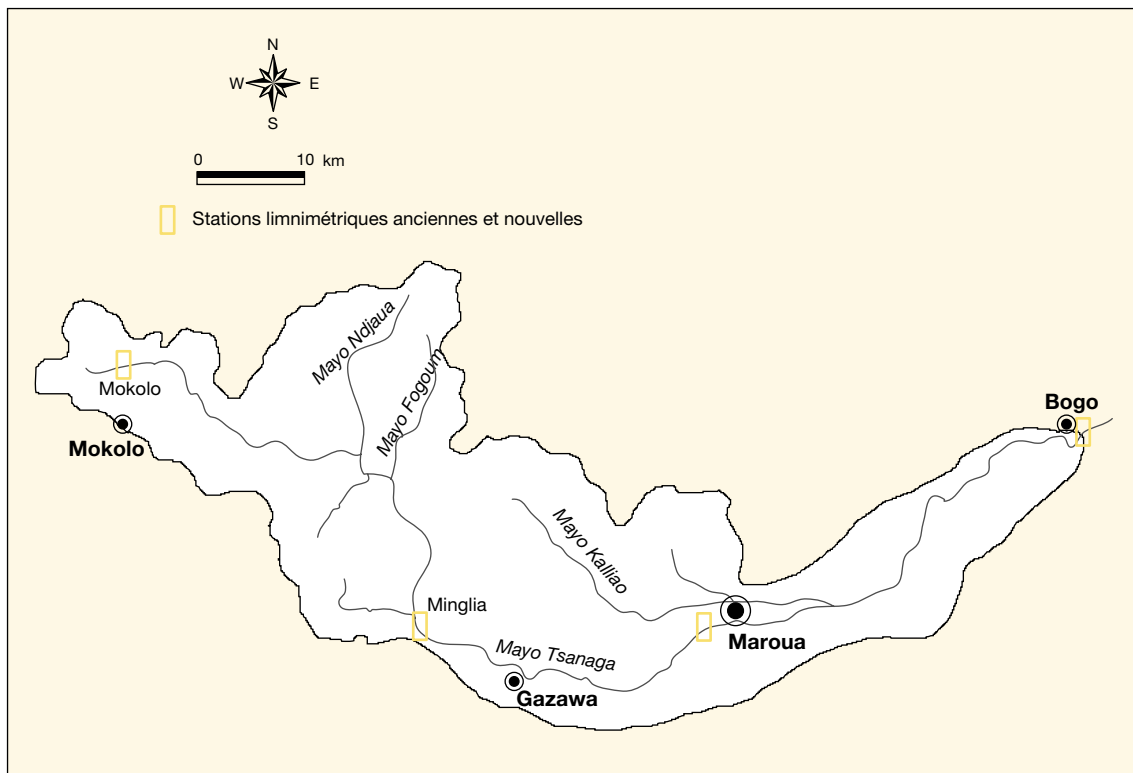 N
W E
S
0 10 km
Stations limnimétriques anciennes et nouvelles
Mayo Ndjaua
Mayo Fogoum
Mokolo
Mokolo
Bogo
Mayo Kalliao
Minglia
Maroua
Mayo Tsanaga
Gazawa